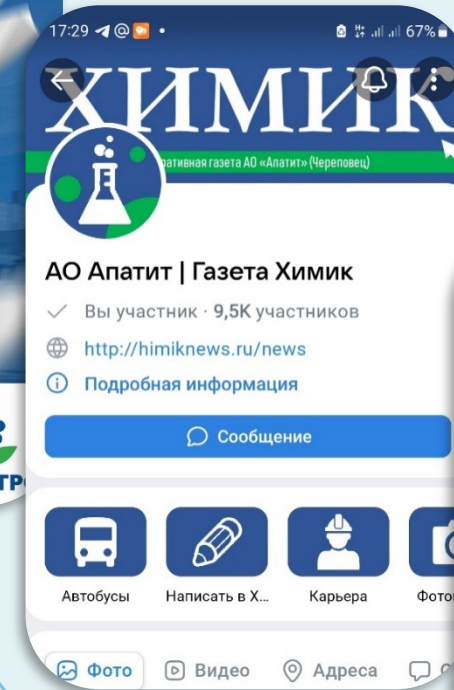 17:29
67%
ХИМИК
ративная газета АО «Апатит» (Череповец)
АО Апатит | Газета Химик
Вы участник · 9,5K участников
http://himiknews.ru/news
Подробная информация
Сообщение
Автобусы Написать в Х... Карьера Фото
Фото Видео Адреса